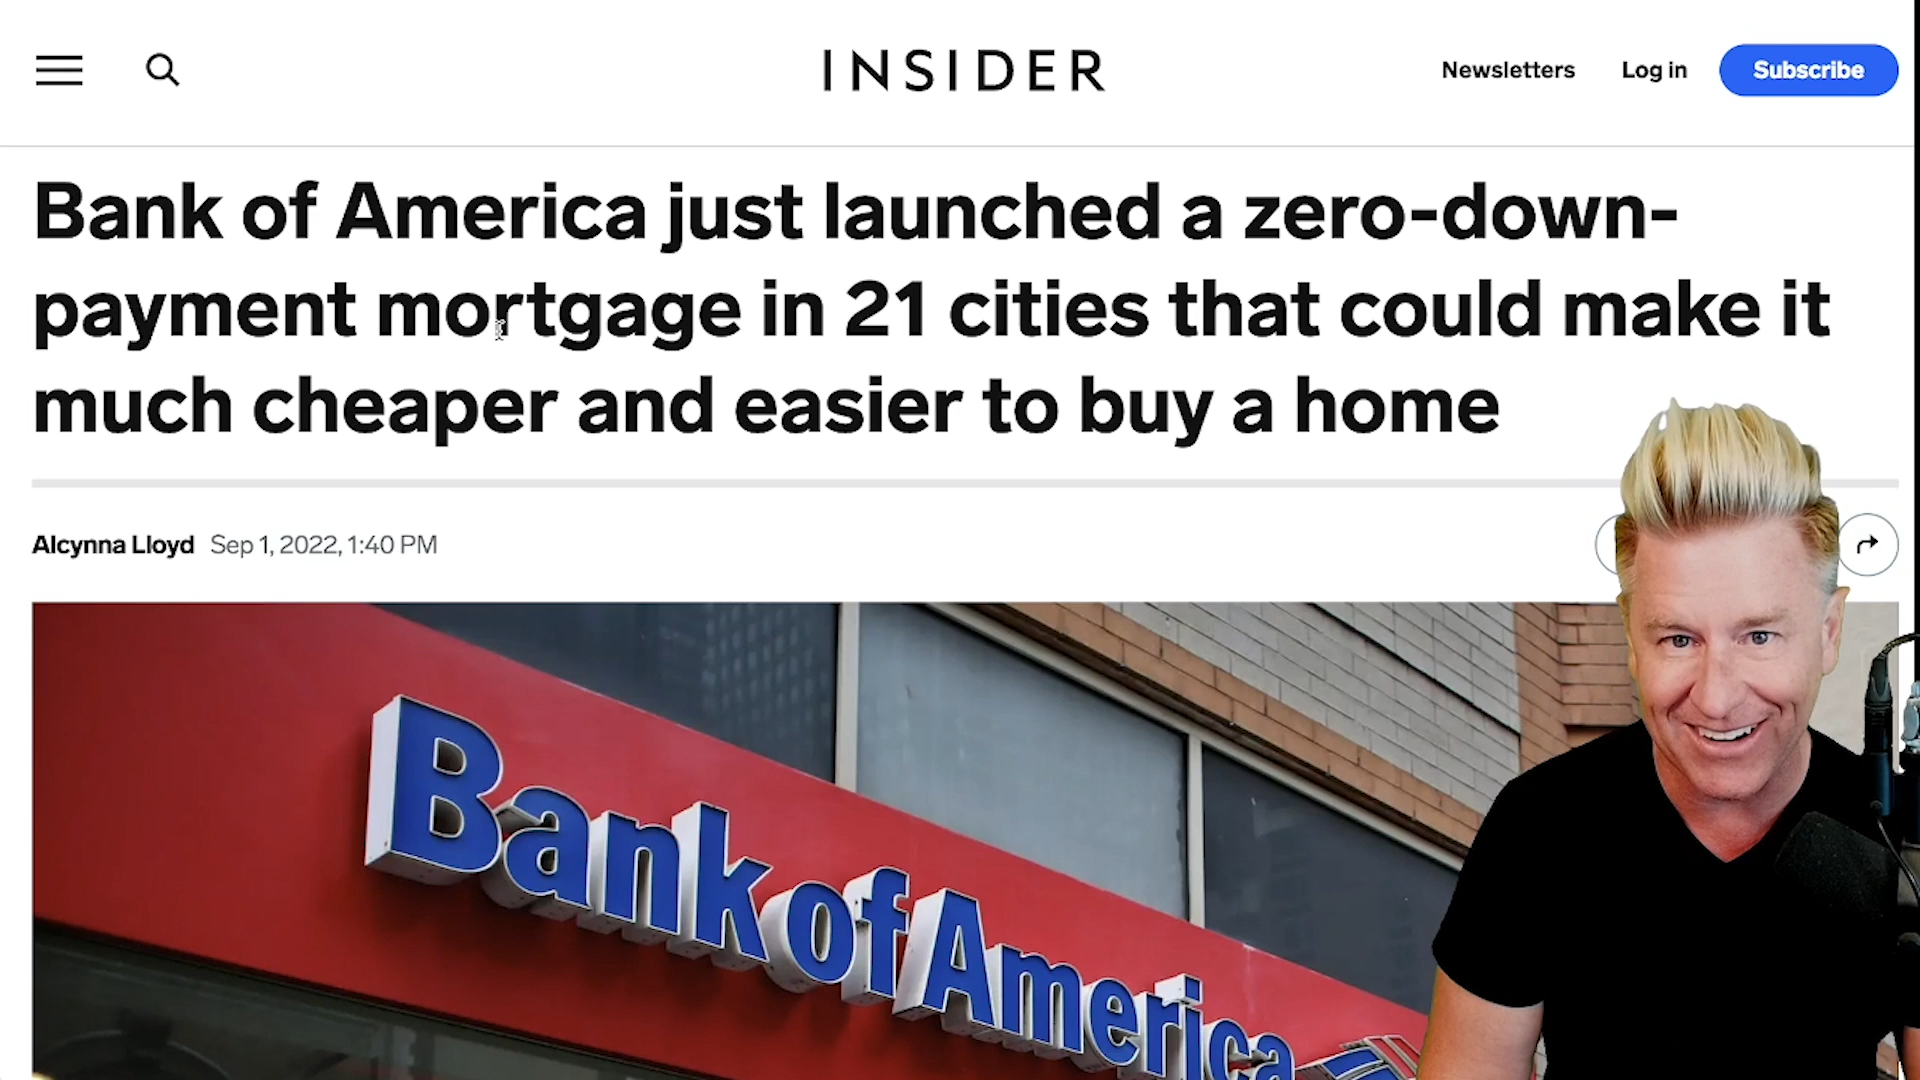 INSIDER
Newsletters
Log in
Subscribe
Bank of America just launched a zero-down-
payment mortgage in 21 cities that could make it
much cheaper and easier to buy a home
Alcynna Lloyd Sep 1, 2022, 1:40 PM
Bank of America